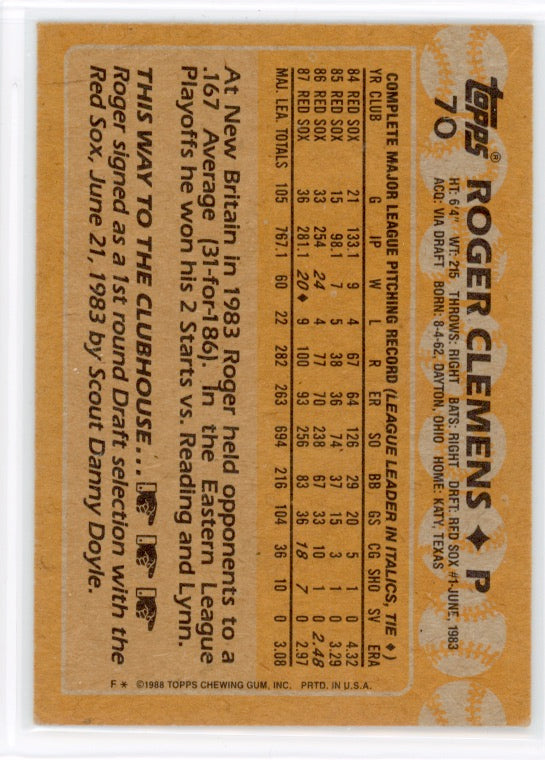 topps® ROGER CLEMENS ♦ P
70
HT: 6'4" WT: 215 THROWS: RIGHT BATS: RIGHT DRFT: RED SOX #1-JUNE, 1983
ACQ: VIA DRAFT BORN: 8-4-62, DAYTON, OHIO HOME: KATY, TEXAS
COMPLETE MAJOR LEAGUE PITCHING RECORD (LEAGUE LEADER IN ITALICS, TIE ♦)
YR CLUB G IP W L R ER SO BB GS CG SHO SV ERA
84 RED SOX 21 133.1 9 4 67 64 126 29 20 5 1 0 4.32
85 RED SOX 15 98.1 7 5 38 36 74 37 15 3 1 0 3.29
86 RED SOX 33 254 24 4 77 70 238 67 33 10 1 0 2.48
87 RED SOX 36 281.1 20♦ 9 100 93 256 83 36 18 7 0 2.97
MAJ. LEA. TOTALS 105 767.1 60 22 282 263 694 216 104 36 10 0 3.08
At New Britain in 1983 Roger held opponents to a
.167 Average (31-for-186). In the Eastern League
Playoffs he won his 2 Starts vs. Reading and Lynn.
THIS WAY TO THE CLUBHOUSE...
Roger signed as a 1st round Draft selection with the
Red Sox, June 21, 1983 by Scout Danny Doyle.
F * ©1988 TOPPS CHEWING GUM, INC. PRTD. IN U.S.A.